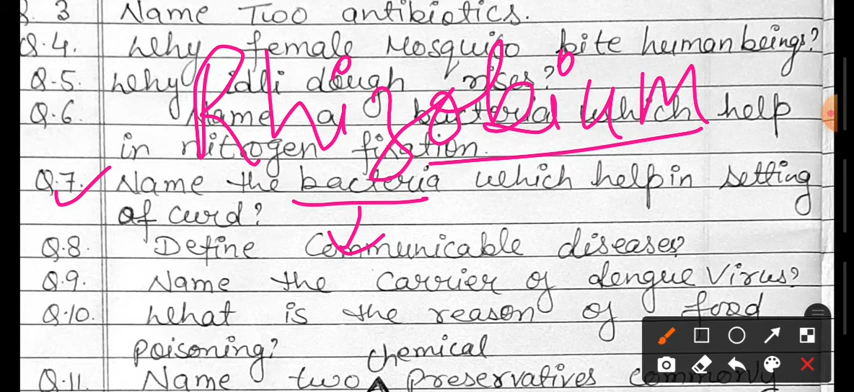 Q. 3 Name Two antibiotics.
Q.4. Why female Mosquito bite human beings?
Q.5. Why idli dough rises?
Rhizobium
Q.6 Name a bacteria which help
in nitrogen fixation.
Q.7. Name the bacteria which help in setting
of curd?
Q.8. Define Communicable diseases?
Q.9. Name the carrier of dengue Virus?
Q.10. What is the reason of food
poisoning?
chemical
Q.11. Name two preservatives commonly